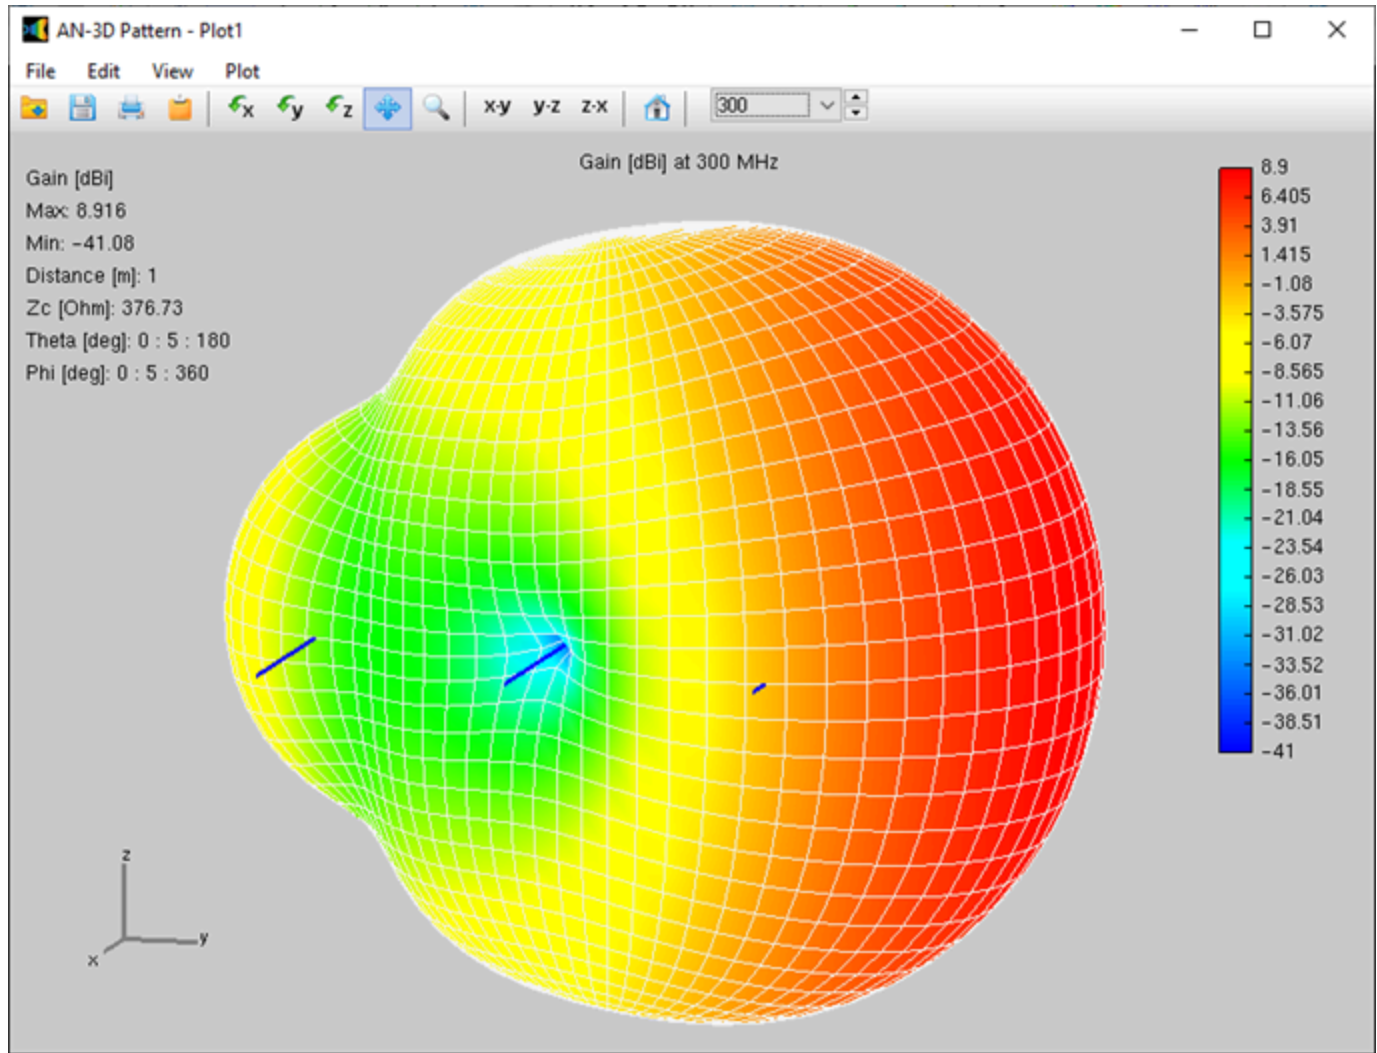 AN-3D Pattern - Plot1
File Edit View Plot
x y z x-y y-z z-x 300
Gain [dBi] at 300 MHz
Gain [dBi]
Max: 8.916
Min: -41.08
Distance [m]: 1
Zc [Ohm]: 376.73
Theta [deg]: 0 : 5 : 180
Phi [deg]: 0 : 5 : 360
8.9
6.405
3.91
1.415
-1.08
-3.575
-6.07
-8.565
-11.06
-13.56
-16.05
-18.55
-21.04
-23.54
-26.03
-28.53
-31.02
-33.52
-36.01
-38.51
-41
z
y
x